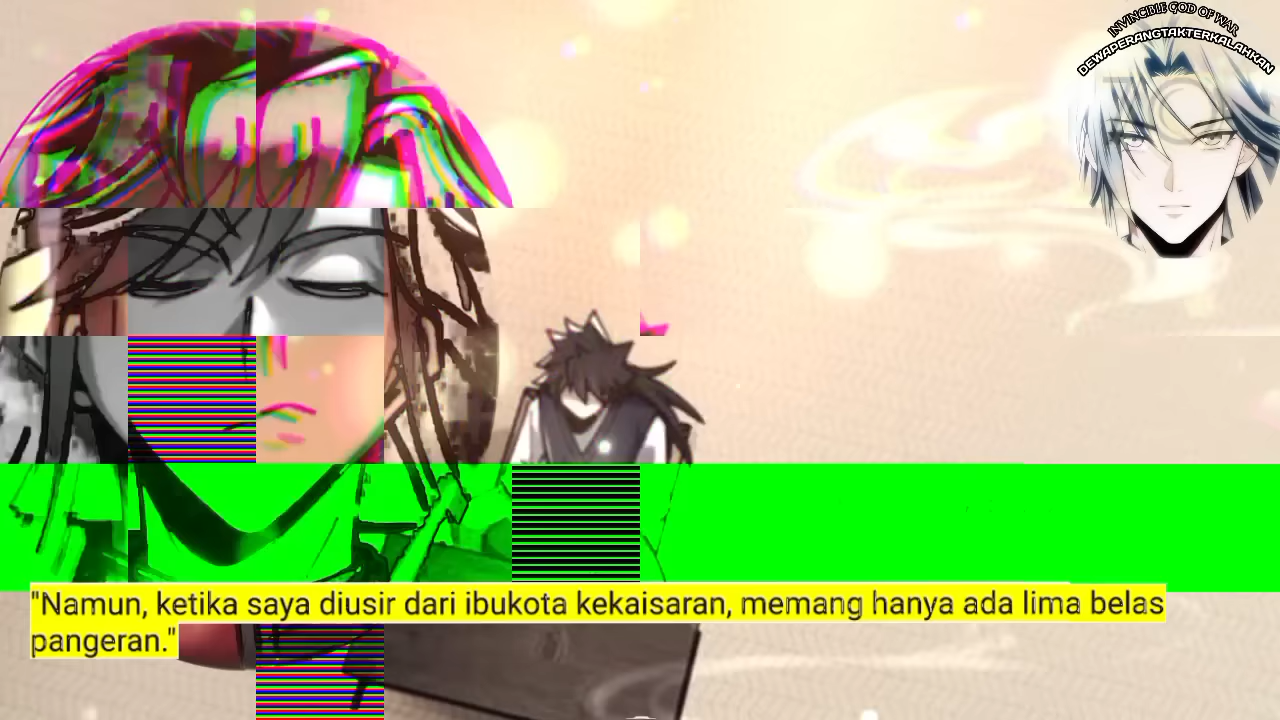 INVINCIBLE GOD OF WAR
DEWAPERANGTAKTERKALAHKAN
"Namun, ketika saya diusir dari ibukota kekaisaran, memang hanya ada lima belas
pangeran."